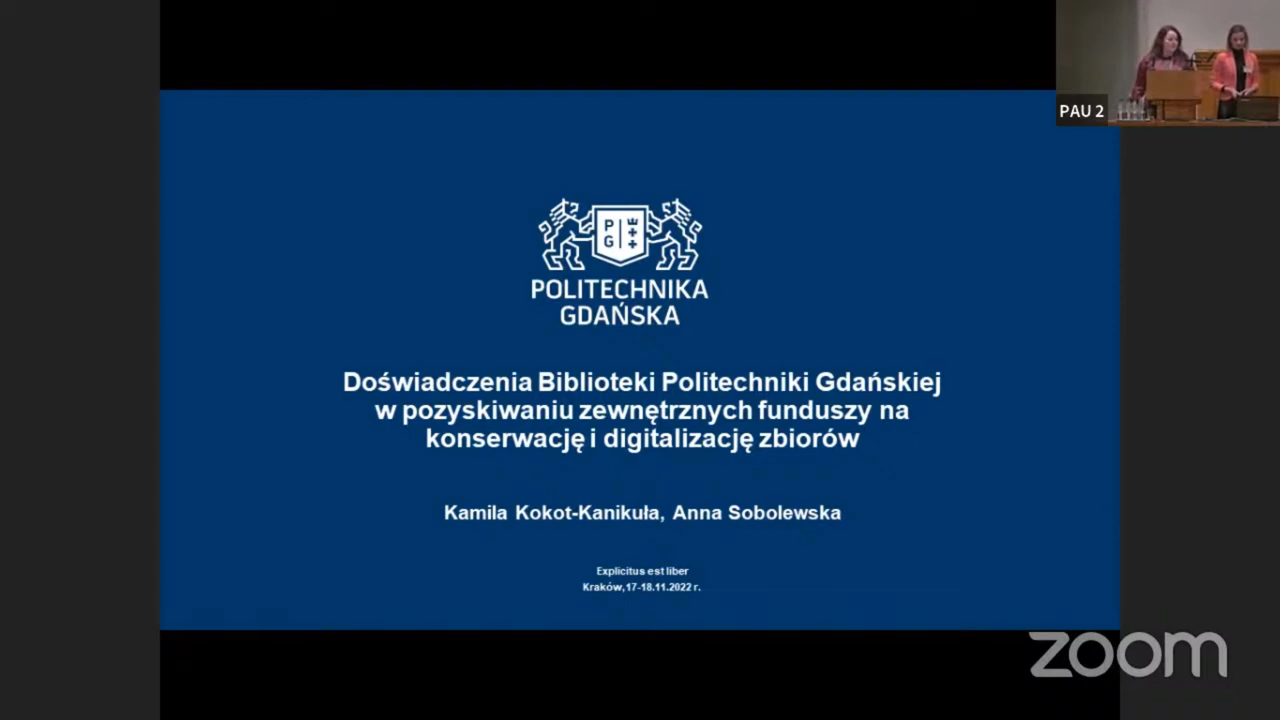 PAU 2
P
G
POLITECHNIKA
GDAŃSKA
Doświadczenia Biblioteki Politechniki Gdańskiej
w pozyskiwaniu zewnętrznych funduszy na
konserwację i digitalizację zbiorów
Kamila Kokot-Kanikuła, Anna Sobolewska
Explicitus est liber
Kraków, 17-18.11.2022 r.
zoom